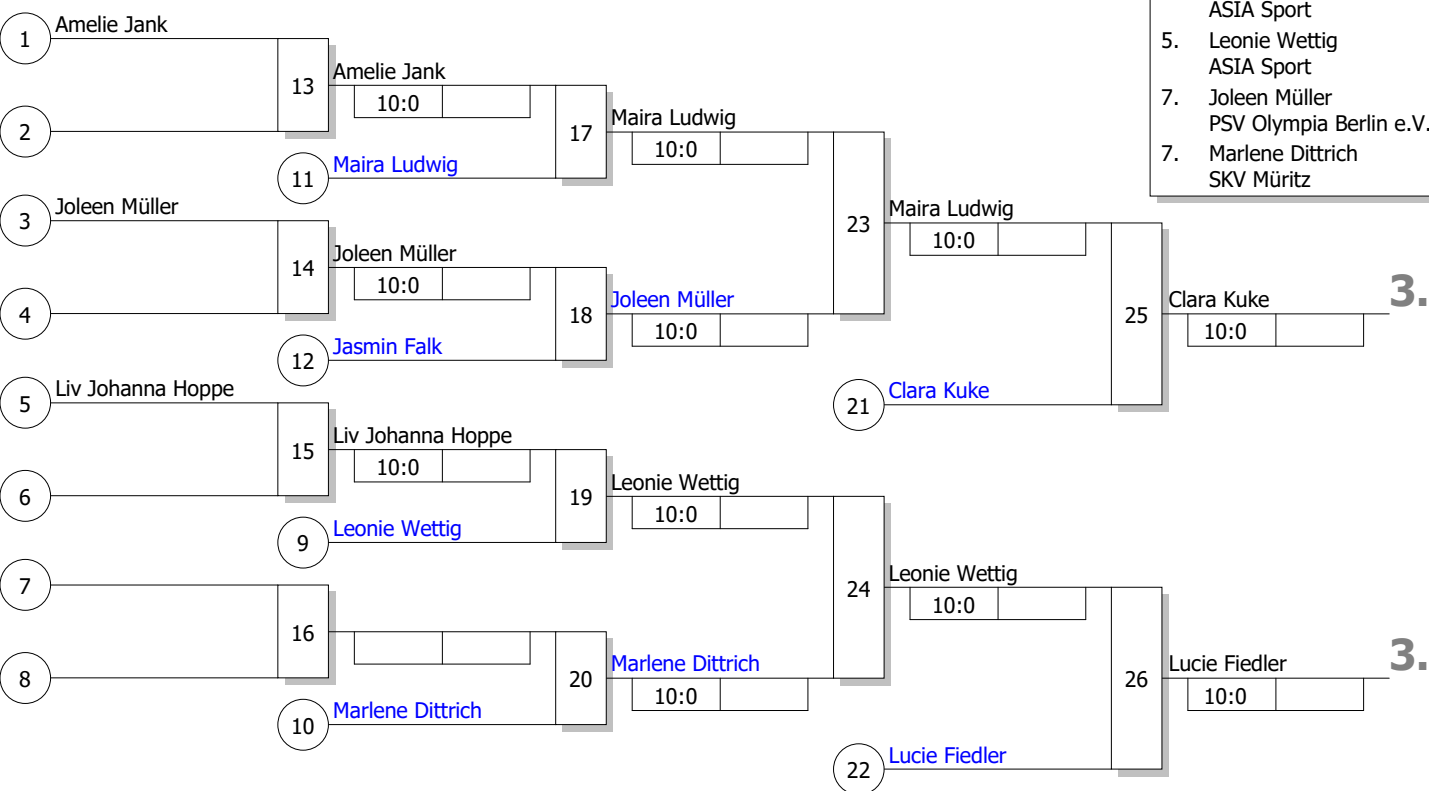 ASIA Sport
5. Leonie Wettig
ASIA Sport
7. Joleen Müller
PSV Olympia Berlin e.V.
7. Marlene Dittrich
SKV Müritz
1 Amelie Jank
2
13 Amelie Jank
10:0
11 Maira Ludwig
17 Maira Ludwig
10:0
3 Joleen Müller
4
14 Joleen Müller
10:0
12 Jasmin Falk
18 Joleen Müller
10:0
23 Maira Ludwig
10:0
21 Clara Kuke
25 Clara Kuke 3.
10:0
5 Liv Johanna Hoppe
6
15 Liv Johanna Hoppe
10:0
9 Leonie Wettig
19 Leonie Wettig
10:0
7
8
16
10 Marlene Dittrich
20 Marlene Dittrich
10:0
24 Leonie Wettig
10:0
22 Lucie Fiedler
26 Lucie Fiedler 3.
10:0